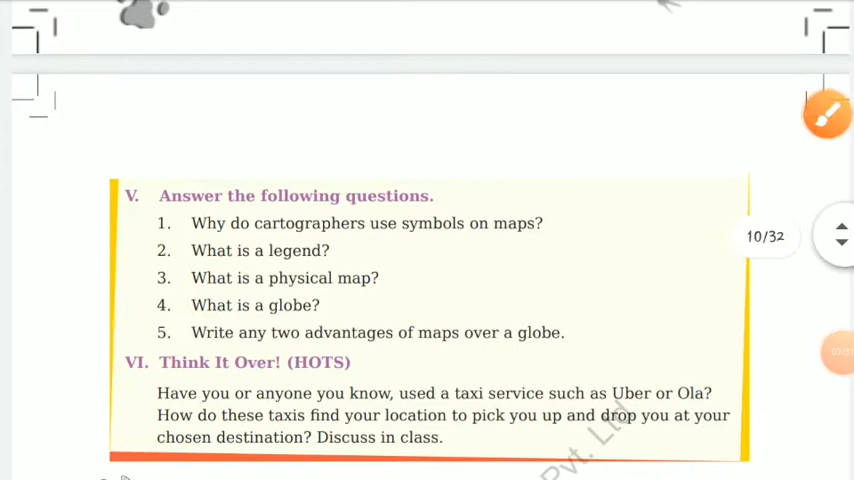 V. Answer the following questions.
1. Why do cartographers use symbols on maps?
2. What is a legend?
10/32
3. What is a physical map?
4. What is a globe?
5. Write any two advantages of maps over a globe.
VI. Think It Over! (HOTS)
Have you or anyone you know, used a taxi service such as Uber or Ola?
How do these taxis find your location to pick you up and drop you at your
chosen destination? Discuss in class.
Pvt. Ltd